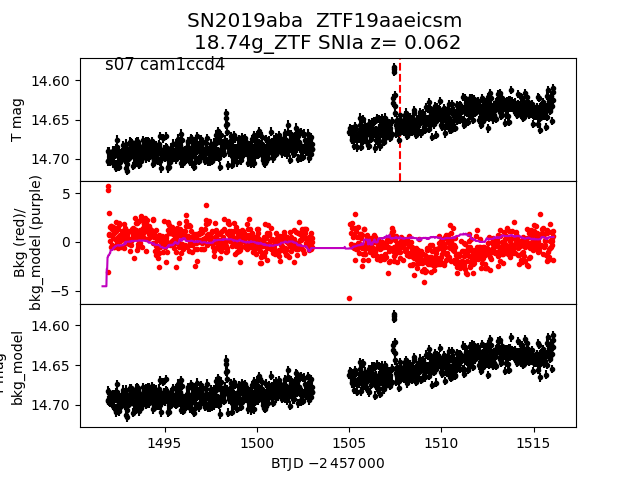 SN2019aba ZTF19aaeicsm
18.74g_ZTF SNIa z= 0.062
s07 cam1ccd4
14.60
14.65
14.70
T mag
5
0
−5
Bkg (red)/
bkg_model (purple)
14.60
14.65
14.70
bkg_model
1495
1500
1505
1510
1515
BTJD −2 457 000